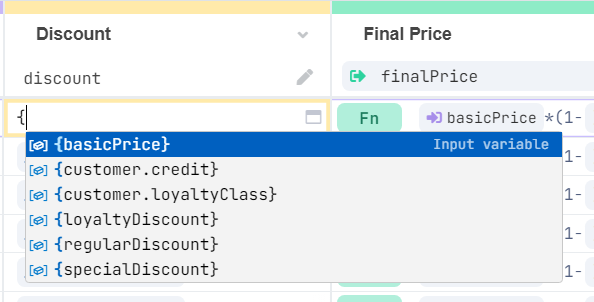 Discount
Final Price
discount
finalPrice
{
Fn basicPrice*(1-
{basicPrice} Input variable
{customer.credit}
{customer.loyaltyClass}
{loyaltyDiscount}
{regularDiscount}
{specialDiscount}
1-
1-
1-
1-
1-